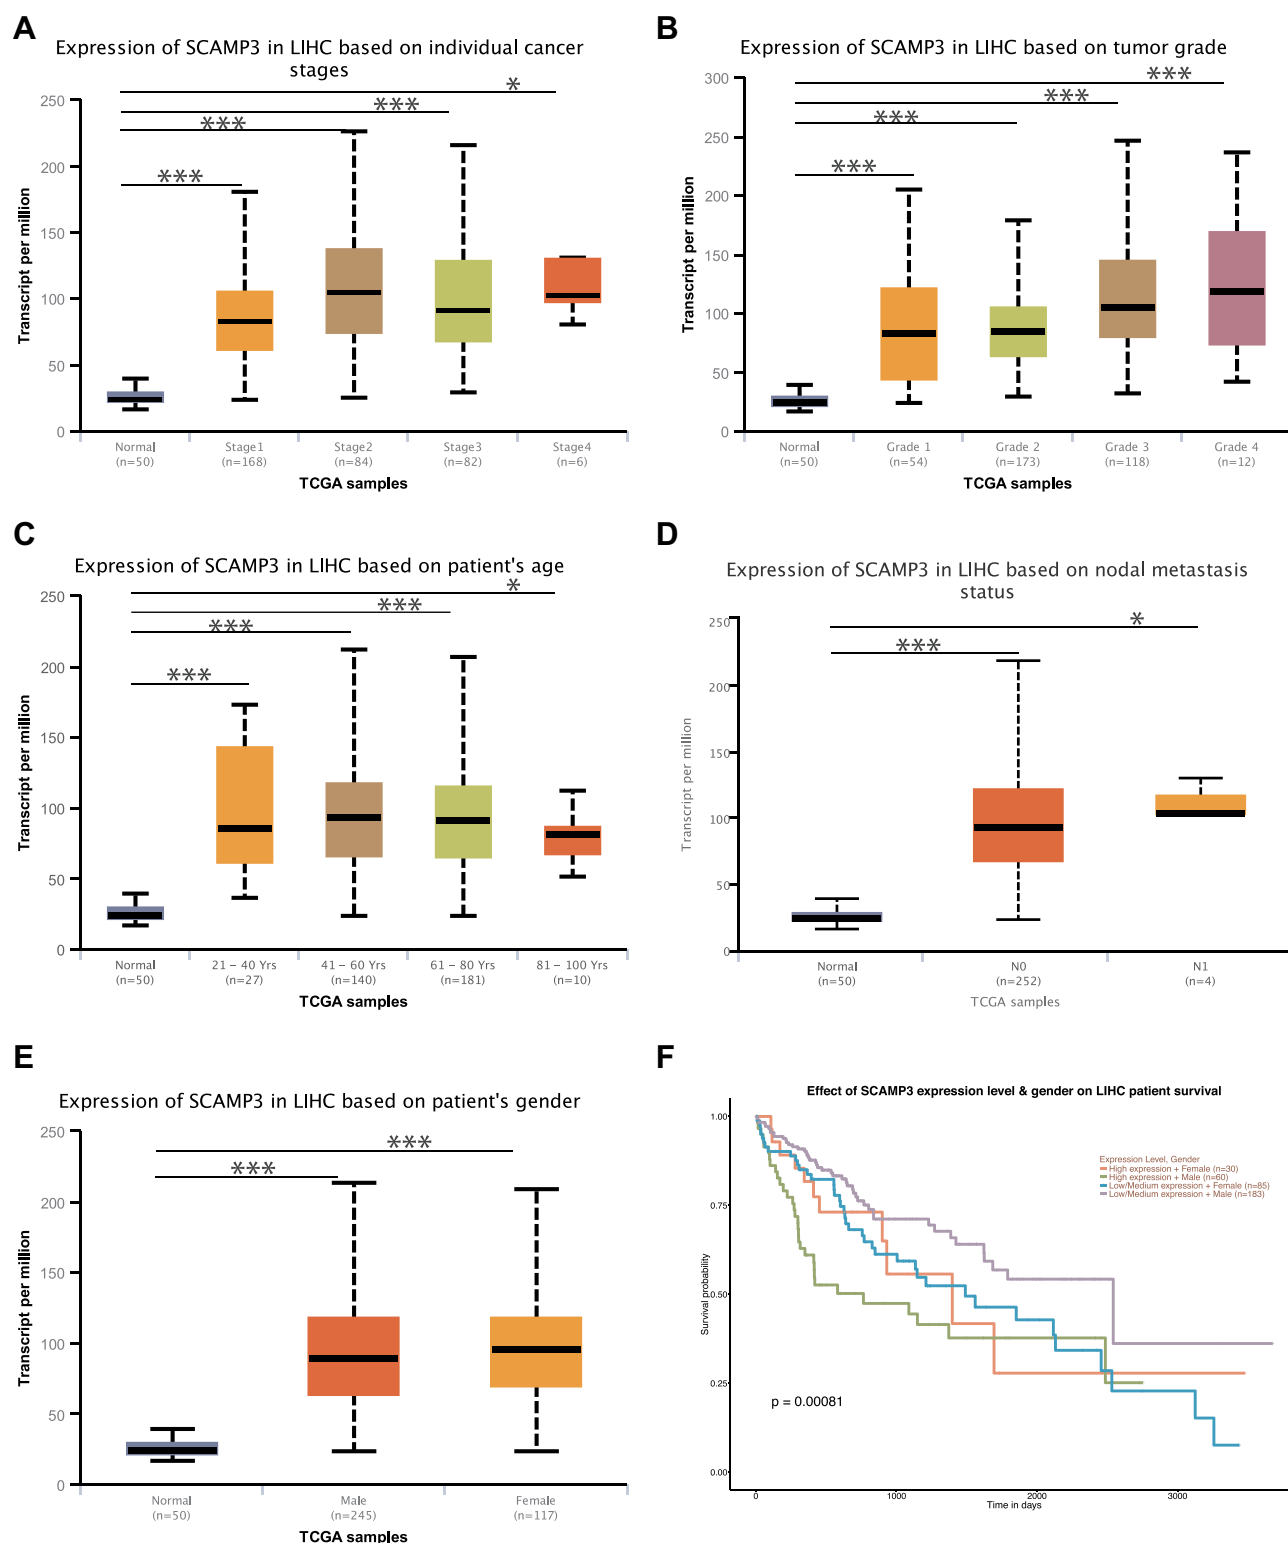 A
Expression of SCAMP3 in LIHC based on individual cancer
stages
***
***
***
*
Transcript per million
250
200
150
100
50
0
Normal
(n=50)
Stage1
(n=168)
Stage2
(n=84)
Stage3
(n=82)
Stage4
(n=6)
TCGA samples
B
Expression of SCAMP3 in LIHC based on tumor grade
***
***
***
***
Transcript per million
300
250
200
150
100
50
0
Normal
(n=50)
Grade 1
(n=54)
Grade 2
(n=173)
Grade 3
(n=118)
Grade 4
(n=12)
TCGA samples
C
Expression of SCAMP3 in LIHC based on patient's age
***
***
***
*
Transcript per million
250
200
150
100
50
0
Normal
(n=50)
21 – 40 Yrs
(n=27)
41 – 60 Yrs
(n=140)
61 – 80 Yrs
(n=181)
81 – 100 Yrs
(n=10)
TCGA samples
D
Expression of SCAMP3 in LIHC based on nodal metastasis
status
***
*
Transcript per million
250
200
150
100
50
0
Normal
(n=50)
N0
(n=252)
N1
(n=4)
TCGA samples
E
Expression of SCAMP3 in LIHC based on patient's gender
***
***
Transcript per million
250
200
150
100
50
0
Normal
(n=50)
Male
(n=245)
Female
(n=117)
TCGA samples
F
Effect of SCAMP3 expression level & gender on LIHC patient survival
Expression Level, Gender
High expression + Female (n=30)
High expression + Male (n=60)
Low/Medium expression + Female (n=85)
Low/Medium expression + Male (n=183)
Survival probability
1.00
0.75
0.50
0.25
0.00
p = 0.00081
0
1000
2000
3000
Time in days